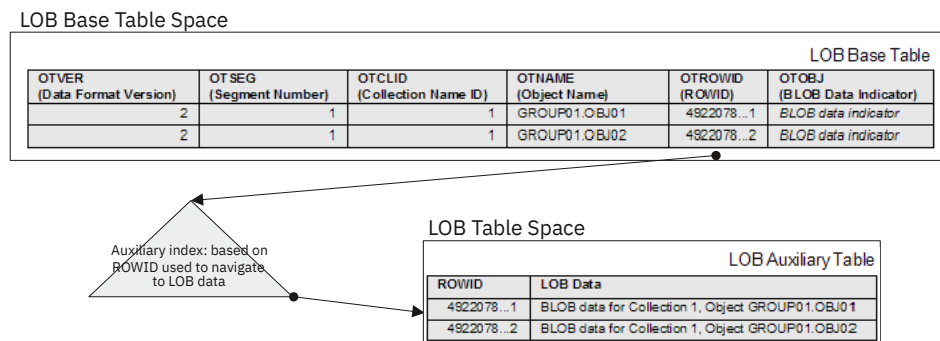 LOB Base Table Space
LOB Base Table
OTVER OTSEG OTCLID OTNAME OTROWID OTOBJ
(Data Format Version) (Segment Number) (Collection Name ID) (Object Name) (ROWID) (BLOB Data Indicator)
2 1 1 GROUP01.OBJ01 4922078...1 BLOB data indicator
2 1 1 GROUP01.OBJ02 4922078...2 BLOB data indicator
Auxiliary index: based on
ROWID used to navigate
to LOB data
LOB Table Space
LOB Auxiliary Table
ROWID LOB Data
4922078...1 BLOB data for Collection 1, Object GROUP01.OBJ01
4922078...2 BLOB data for Collection 1, Object GROUP01.OBJ02